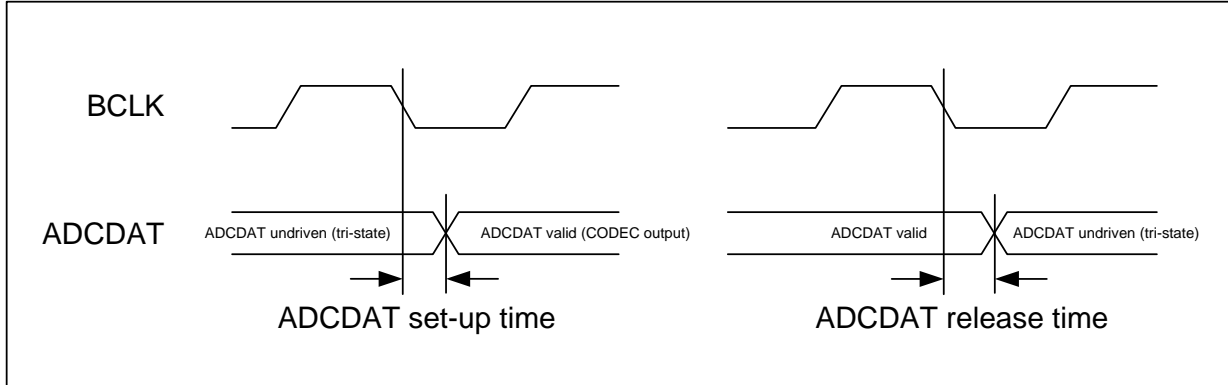 BCLK
ADCDAT
ADCDAT undriven (tri-state)
ADCDAT valid (CODEC output)
ADCDAT valid
ADCDAT undriven (tri-state)
ADCDAT set-up time
ADCDAT release time